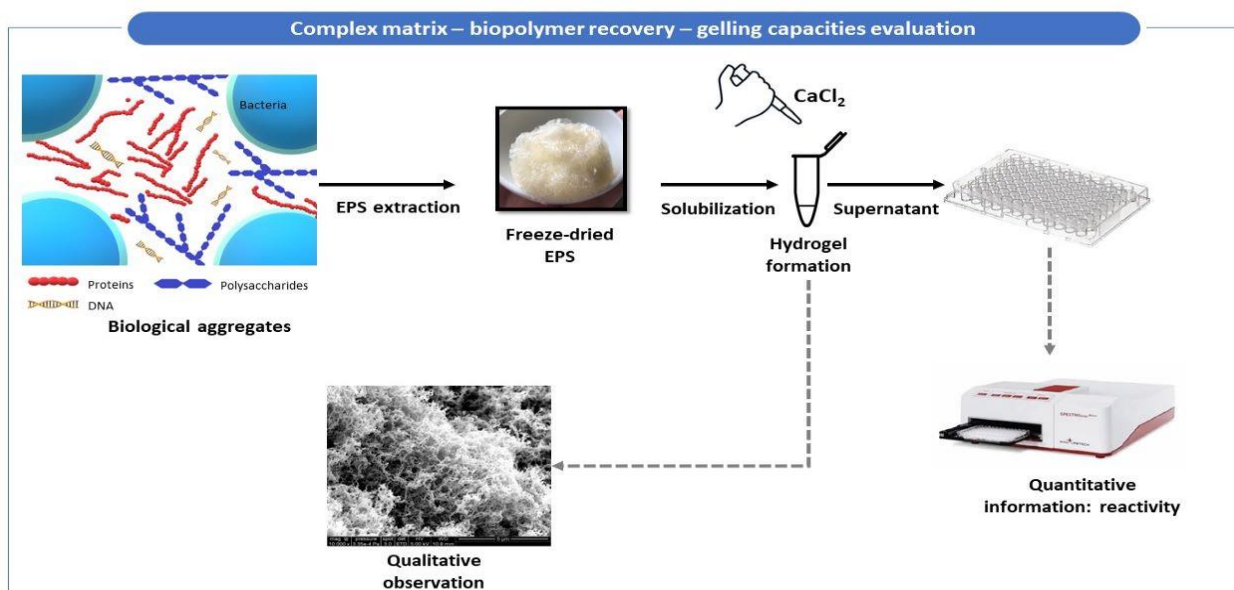 Complex matrix – biopolymer recovery – gelling capacities evaluation
Bacteria
CaCl₂
EPS extraction
Solubilization
Supernatant
Freeze-dried
EPS
Hydrogel
formation
Proteins
Polysaccharides
DNA
Biological aggregates
Qualitative
observation
Quantitative
information: reactivity